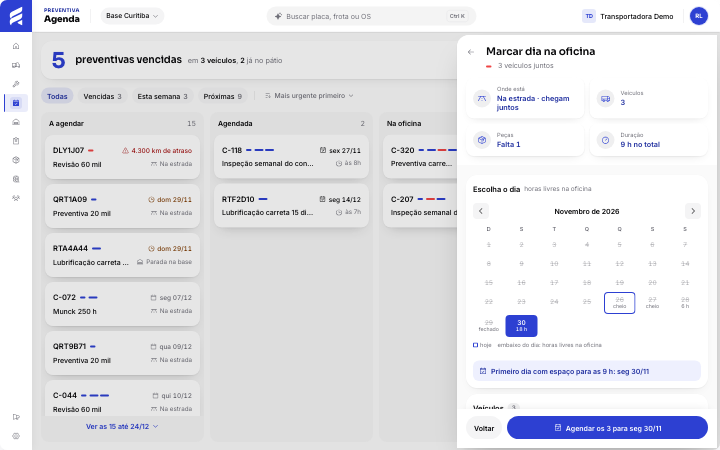 PREVENTIVA
Agenda
Base Curitiba
Buscar placa, frota ou OS
Ctrl K
TD
Transportadora Demo
RL
5 preventivas vencidas em 3 veículos, 2 já no pátio
Todas
Vencidas 3
Esta semana 3
Próximas 9
Mais urgente primeiro
A agendar 15
DLY1J07
4.300 km de atraso
Revisão 60 mil
Na estrada
QRT1A09
dom 29/11
Preventiva 20 mil
Na estrada
RTA4A44
dom 29/11
Lubrificação carreta ...
Parada na base
C-072
seg 07/12
Munck 250 h
Na estrada
QRT9B71
qua 09/12
Preventiva 20 mil
Na estrada
C-044
qui 10/12
Revisão 60 mil
Na estrada
Ver as 15 até 24/12
Agendada 2
C-118
sex 27/11
Inspeção semanal do con...
às 8h
RTF2D10
seg 14/12
Lubrificação carreta 15 di...
às 7h
Na oficina
C-320
Preventiva carre...
C-207
Inspeção semanal d
Marcar dia na oficina
3 veículos juntos
Onde está
Na estrada · chegam juntos
Veículos
3
Peças
Falta 1
Duração
9 h no total
Escolha o dia horas livres na oficina
Novembro de 2026
D S T Q Q S S
1 2 3 4 5 6 7
8 9 10 11 12 13 14
15 16 17 18 19 20 21
22 23 24 25 26 27 28
cheio cheio 6 h
29 30
fechado 18 h
hoje embaixo do dia: horas livres na oficina
Primeiro dia com espaço para as 9 h: seg 30/11
Veículos 3
Voltar
Agendar os 3 para seg 30/11